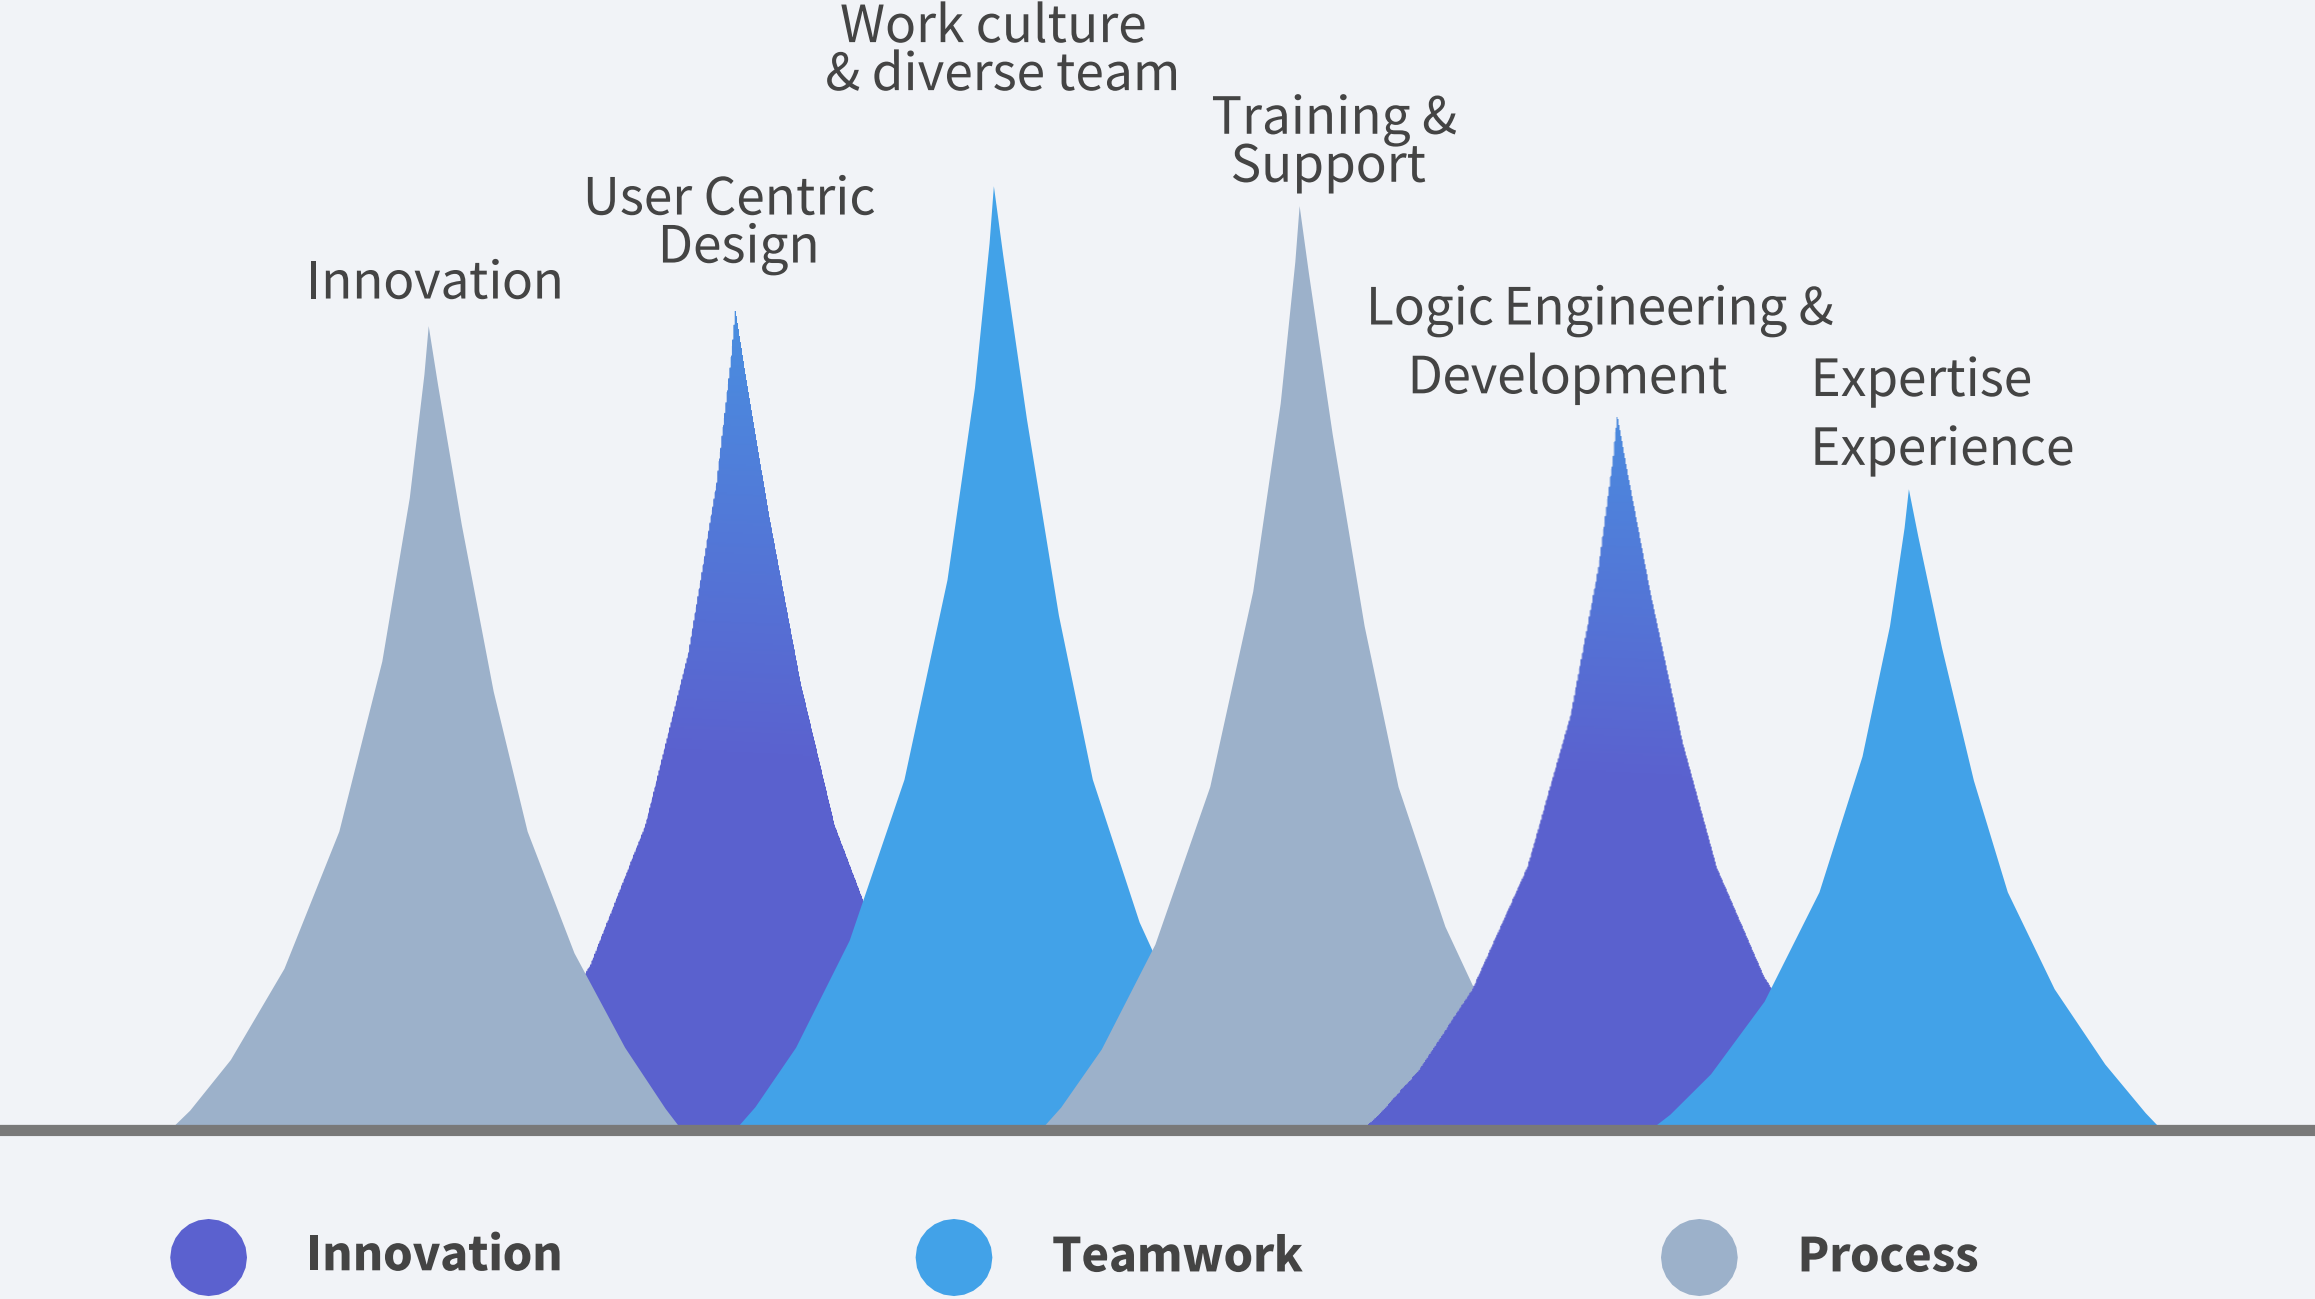 Work culture
& diverse team
Training &
Support
User Centric
Design
Innovation
Logic Engineering &
Development
Expertise
Experience
Innovation
Teamwork
Process